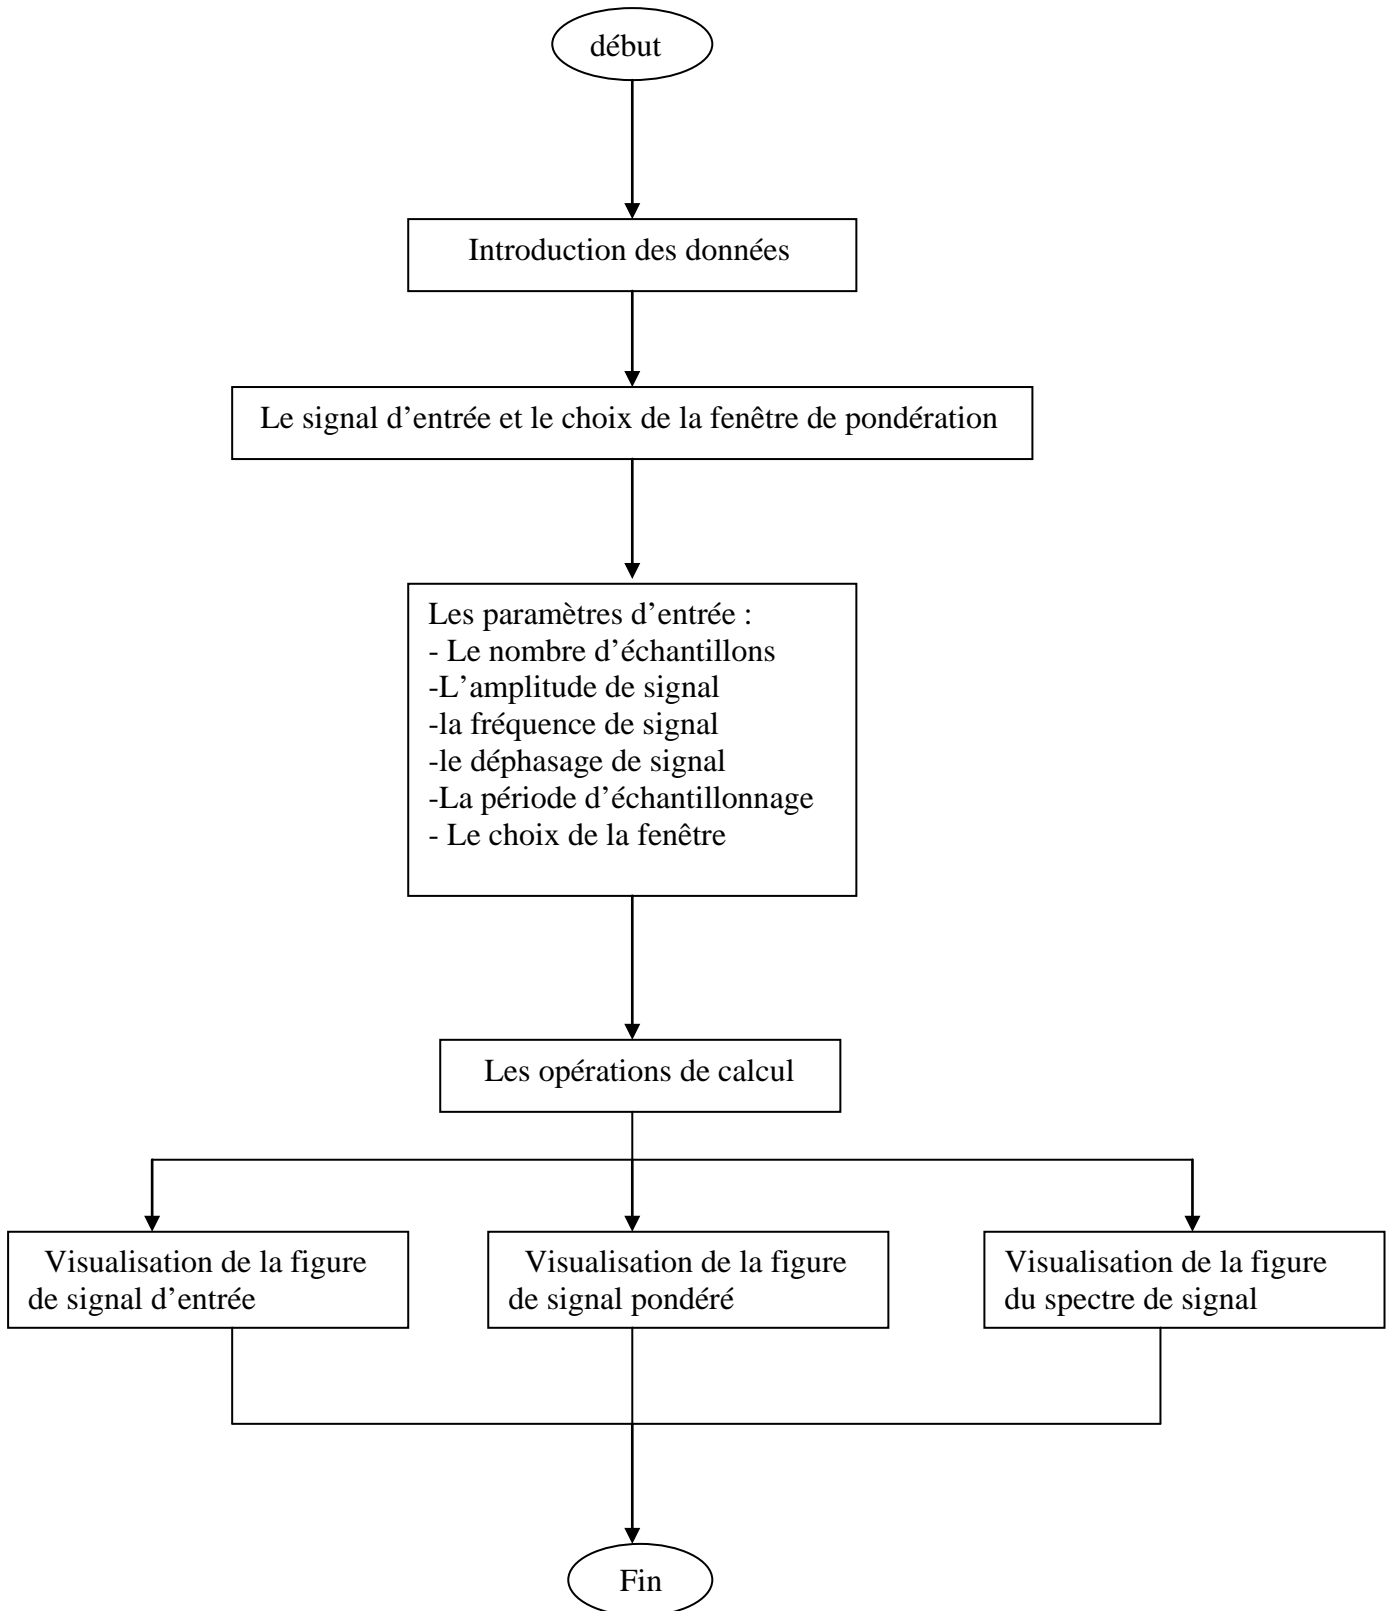 début
Introduction des données
Le signal d’entrée et le choix de la fenêtre de pondération
Les paramètres d’entrée :
- Le nombre d’échantillons
-L’amplitude de signal
-la fréquence de signal
-le déphasage de signal
-La période d’échantillonnage
- Le choix de la fenêtre
Les opérations de calcul
Visualisation de la figure
de signal d’entrée
Visualisation de la figure
de signal pondéré
Visualisation de la figure
du spectre de signal
Fin